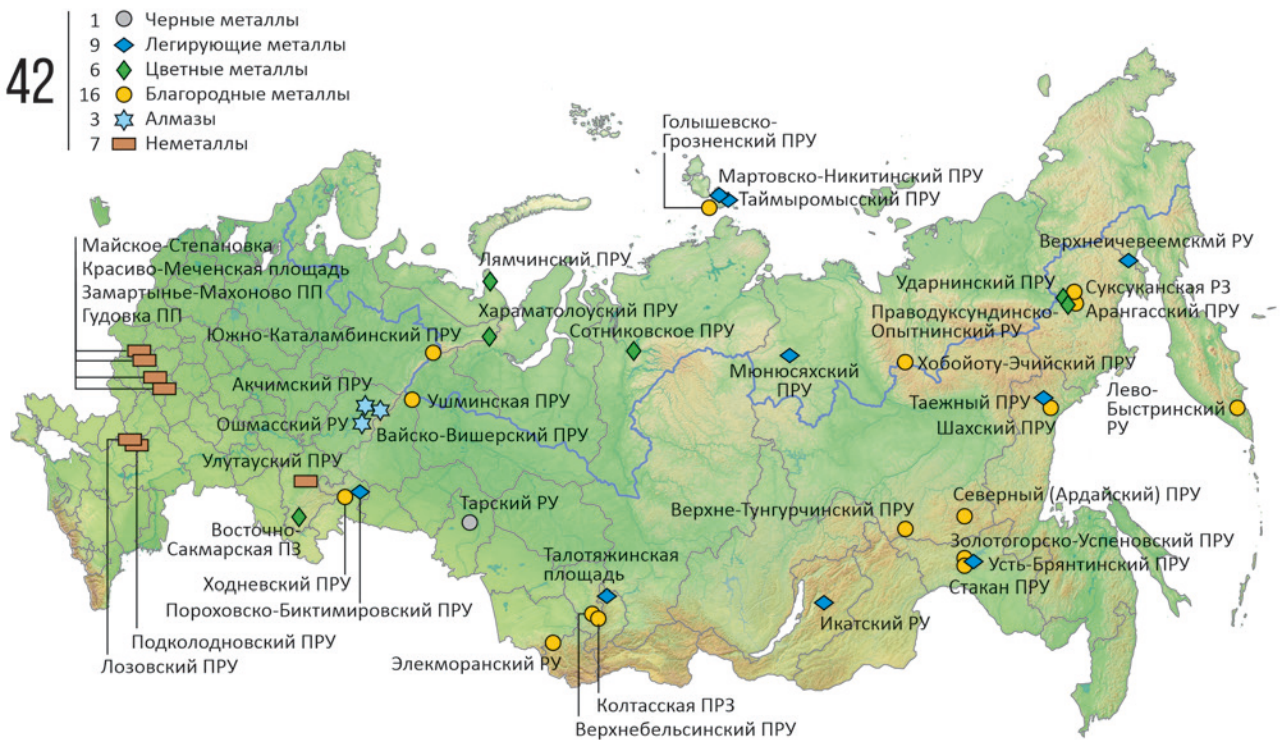 42
1 Черные металлы
9 Легирующие металлы
6 Цветные металлы
16 Благородные металлы
3 Алмазы
7 Неметаллы
Голышевско-
Грозненский ПРУ
Мартовско-Никитинский ПРУ
Таймыромысский ПРУ
Майское-Степановка
Красиво-Меченская площадь
Замартынье-Махоново ПП
Гудовка ПП
Лямчинский ПРУ
Верхнеичевеемскмй РУ
Хараматолоуский ПРУ
Ударнинский ПРУ
Суксуканская РЗ
Южно-Каталамбинский ПРУ
Сотниковское ПРУ
Праводуксундинско-
Опытнинский РУ
Арангасский ПРУ
Мюнюсяхский
ПРУ
Хобойоту-Эчийский ПРУ
Акчимский ПРУ
Ушминская ПРУ
Таежный ПРУ
Лево-
Быстринский
РУ
Ошмасский РУ
Вайско-Вишерский ПРУ
Шахский ПРУ
Улутауский ПРУ
Тарский РУ
Северный (Ардайский) ПРУ
Верхне-Тунгурчинский ПРУ
Восточно-
Сакмарская ПЗ
Золотогорско-Успеновский ПРУ
Талотяжинская
площадь
Усть-Брянтинский ПРУ
Стакан ПРУ
Ходневский ПРУ
Пороховско-Биктимировский ПРУ
Икатский РУ
Подколодновский ПРУ
Лозовский ПРУ
Элекморанский РУ
Колтасская ПРЗ
Верхнебельсинский ПРУ